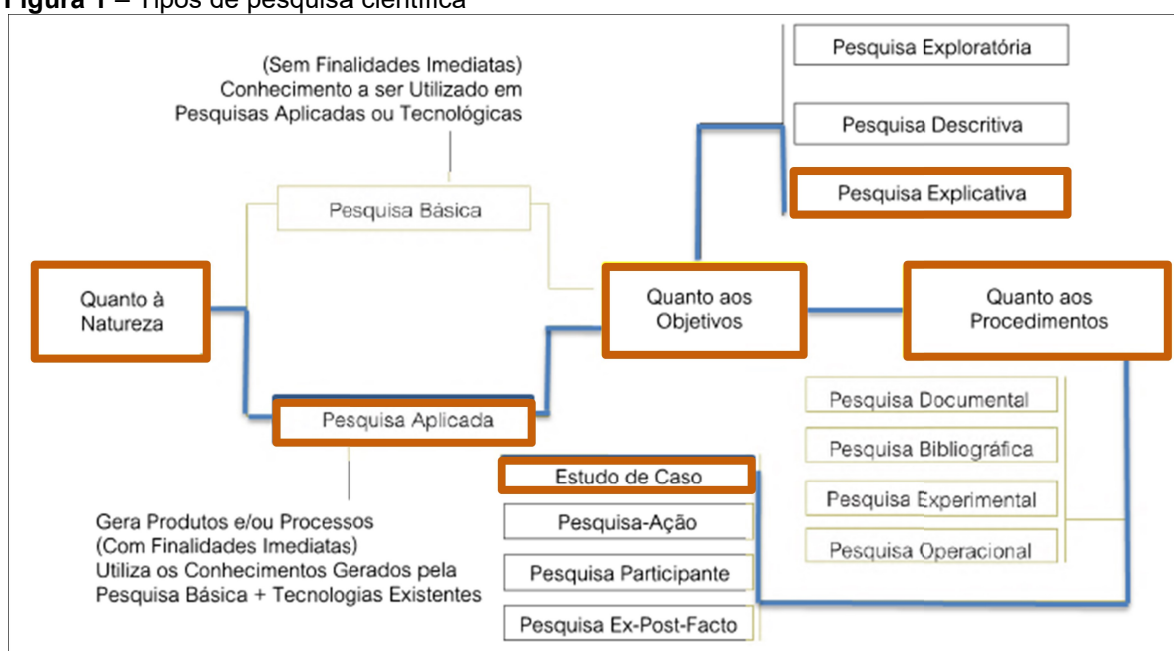 Figura 1 – Tipos de pesquisa científica
(Sem Finalidades Imediatas)
Conhecimento a ser Utilizado em
Pesquisas Aplicadas ou Tecnológicas
Pesquisa Básica
Quanto à
Natureza
Pesquisa Aplicada
Gera Produtos e/ou Processos
(Com Finalidades Imediatas)
Utiliza os Conhecimentos Gerados pela
Pesquisa Básica + Tecnologias Existentes
Quanto aos
Objetivos
Pesquisa Exploratória
Pesquisa Descritiva
Pesquisa Explicativa
Quanto aos
Procedimentos
Pesquisa Documental
Pesquisa Bibliográfica
Pesquisa Experimental
Pesquisa Operacional
Estudo de Caso
Pesquisa-Ação
Pesquisa Participante
Pesquisa Ex-Post-Facto